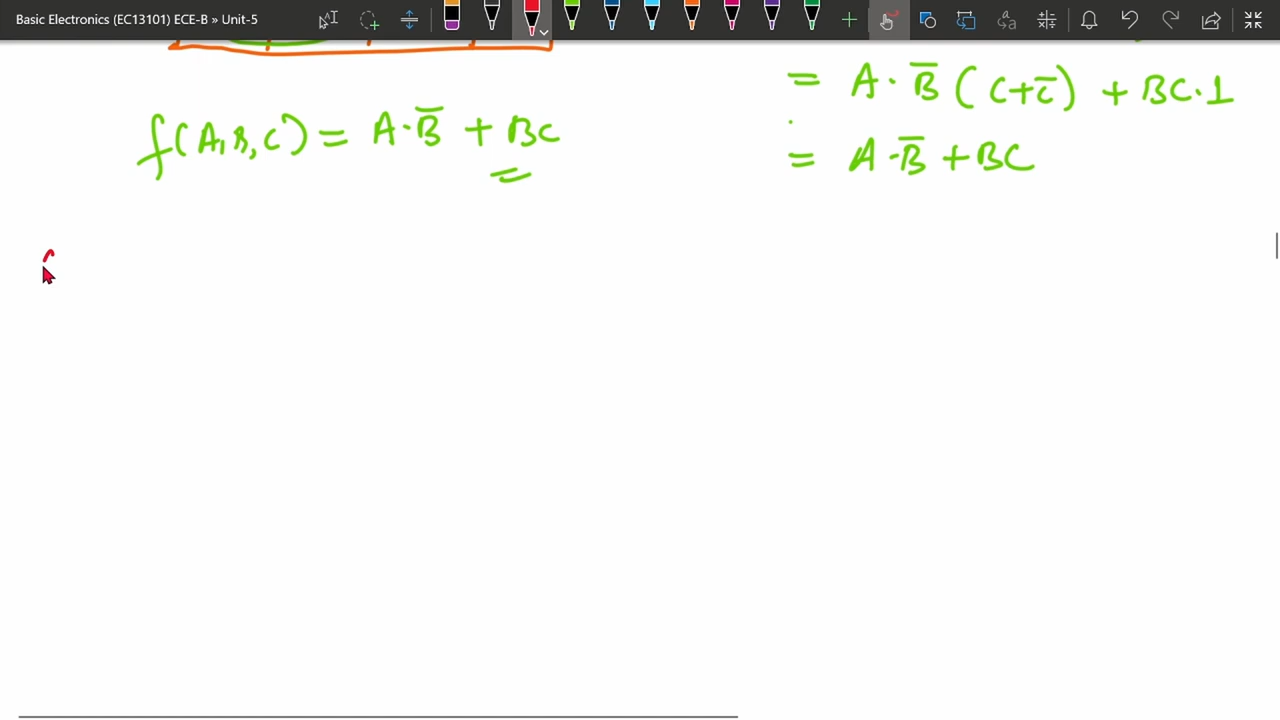 Basic Electronics (EC13101) ECE-B » Unit-5
= A · B̅ ( C + C̅ ) + BC · 1
f(A, B, C) = A · B̅ + BC
= A · B̅ + BC